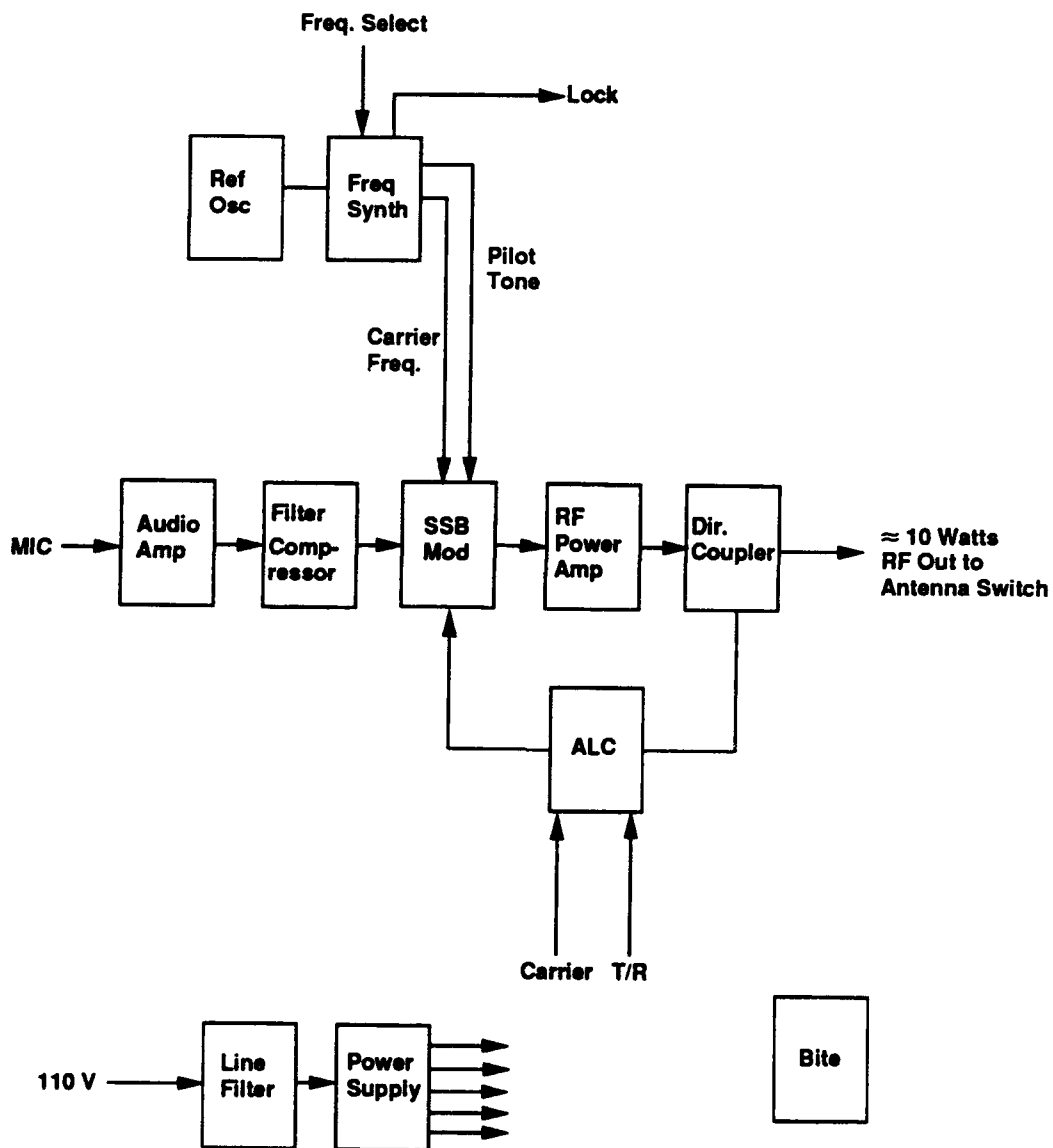 Freq. Select
Lock
Ref
Osc
Freq
Synth
Pilot
Tone
Carrier
Freq.
MIC
Audio
Amp
Filter
Comp-
ressor
SSB
Mod
RF
Power
Amp
Dir.
Coupler
≈ 10 Watts
RF Out to
Antenna Switch
ALC
Carrier
T/R
110 V
Line
Filter
Power
Supply
Bite